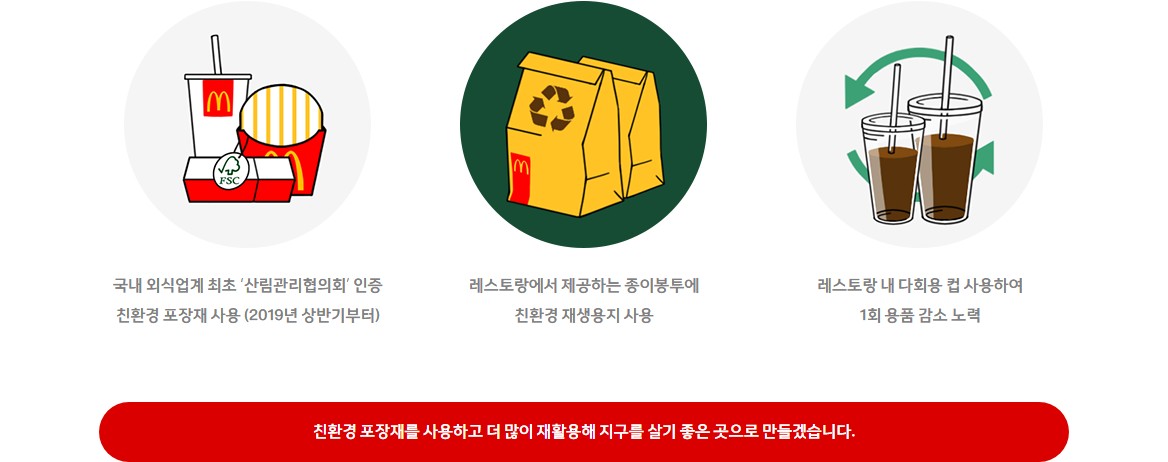 FSC
국내 외식업계 최초 ‘산림관리협의회’ 인증
친환경 포장재 사용 (2019년 상반기부터)
레스토랑에서 제공하는 종이봉투에
친환경 재생용지 사용
레스토랑 내 다회용 컵 사용하여
1회 용품 감소 노력
친환경 포장재를 사용하고 더 많이 재활용해 지구를 살기 좋은 곳으로 만들겠습니다.